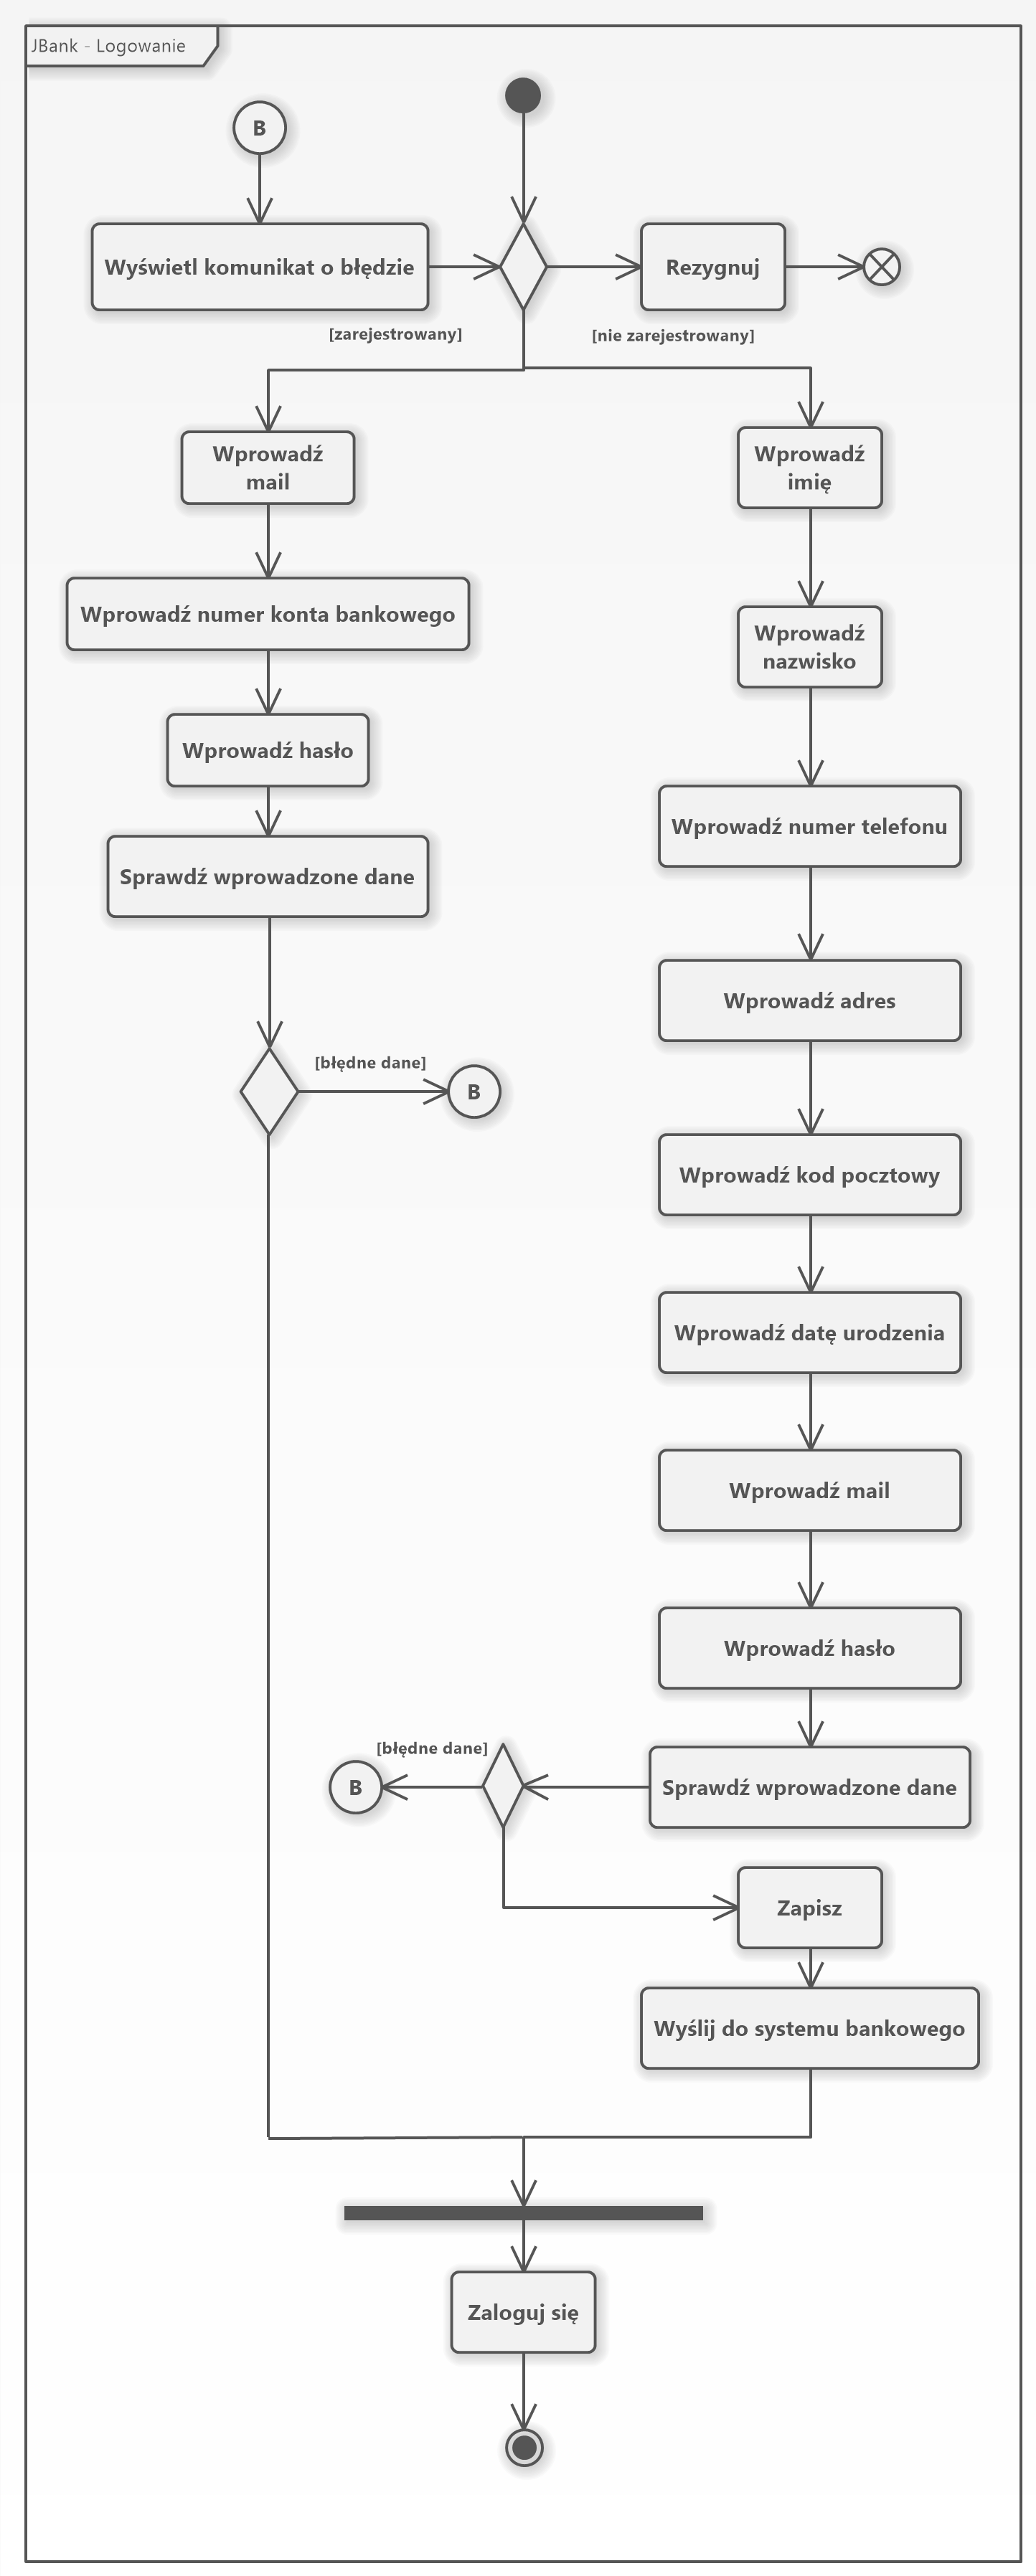 JBank - Logowanie
B
Wyświetl komunikat o błędzie
Rezygnuj
[zarejestrowany]
[nie zarejestrowany]
Wprowadź
mail
Wprowadź numer konta bankowego
Wprowadź hasło
Sprawdź wprowadzone dane
[błędne dane]
B
Wprowadź
imię
Wprowadź
nazwisko
Wprowadź numer telefonu
Wprowadź adres
Wprowadź kod pocztowy
Wprowadź datę urodzenia
Wprowadź mail
Wprowadź hasło
Sprawdź wprowadzone dane
[błędne dane]
B
Zapisz
Wyślij do systemu bankowego
Zaloguj się